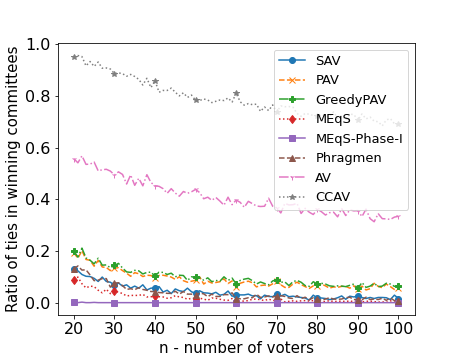 Ratio of ties in winning committees
1.0
0.8
0.6
0.4
0.2
0.0
SAV
PAV
GreedyPAV
MEqS
MEqS-Phase-I
Phragmen
AV
CCAV
20 30 40 50 60 70 80 90 100
n - number of voters